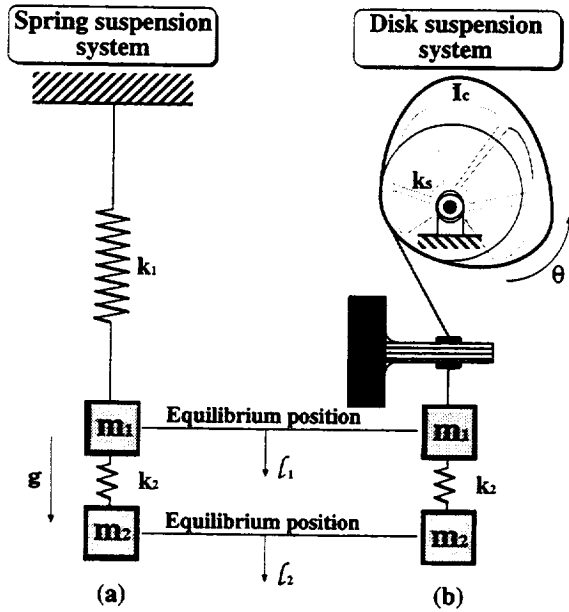 Spring suspension
system
Disk suspension
system
Ic
ks
k1
θ
m1
Equilibrium position
m1
l1
g
k2
k2
m2
Equilibrium position
m2
l2
(a)
(b)